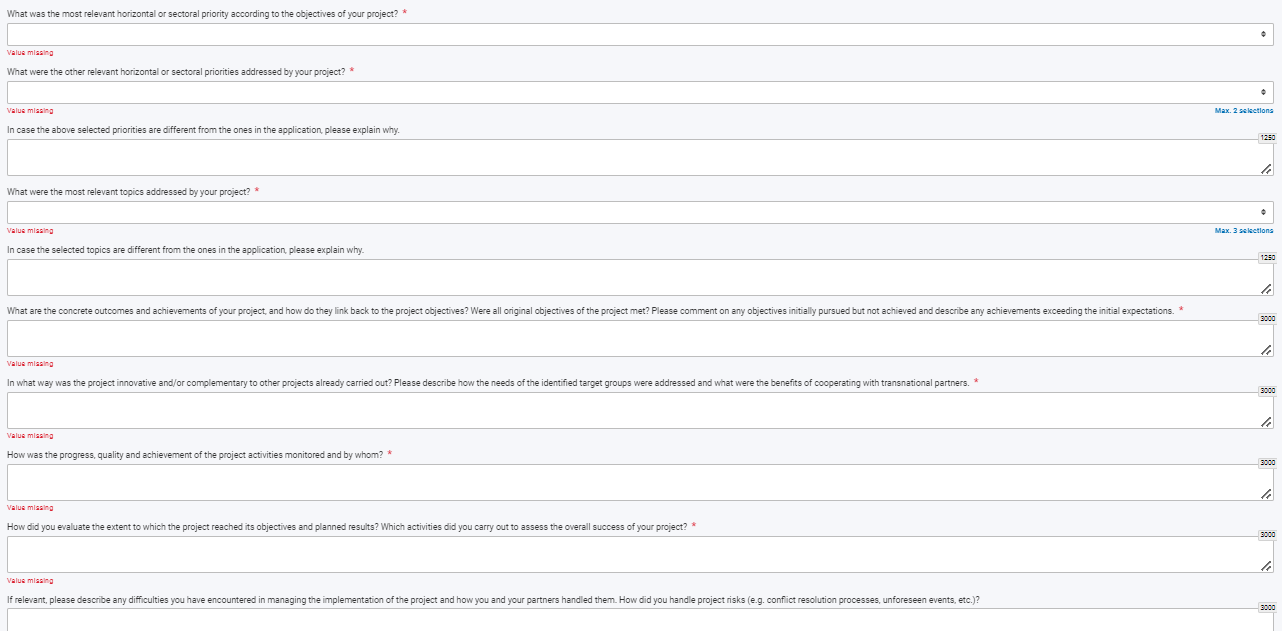 What was the most relevant horizontal or sectoral priority according to the objectives of your project? *
Value missing
What were the other relevant horizontal or sectoral priorities addressed by your project? *
Value missing
Max. 2 selections
In case the above selected priorities are different from the ones in the application, please explain why.
1250
What were the most relevant topics addressed by your project? *
Value missing
Max. 3 selections
In case the selected topics are different from the ones in the application, please explain why.
1250
What are the concrete outcomes and achievements of your project, and how do they link back to the project objectives? Were all original objectives of the project met? Please comment on any objectives initially pursued but not achieved and describe any achievements exceeding the initial expectations. *
3000
Value missing
In what way was the project innovative and/or complementary to other projects already carried out? Please describe how the needs of the identified target groups were addressed and what were the benefits of cooperating with transnational partners. *
3000
Value missing
How was the progress, quality and achievement of the project activities monitored and by whom? *
3000
Value missing
How did you evaluate the extent to which the project reached its objectives and planned results? Which activities did you carry out to assess the overall success of your project? *
3000
Value missing
If relevant, please describe any difficulties you have encountered in managing the implementation of the project and how you and your partners handled them. How did you handle project risks (e.g. conflict resolution processes, unforeseen events, etc.)?
3000